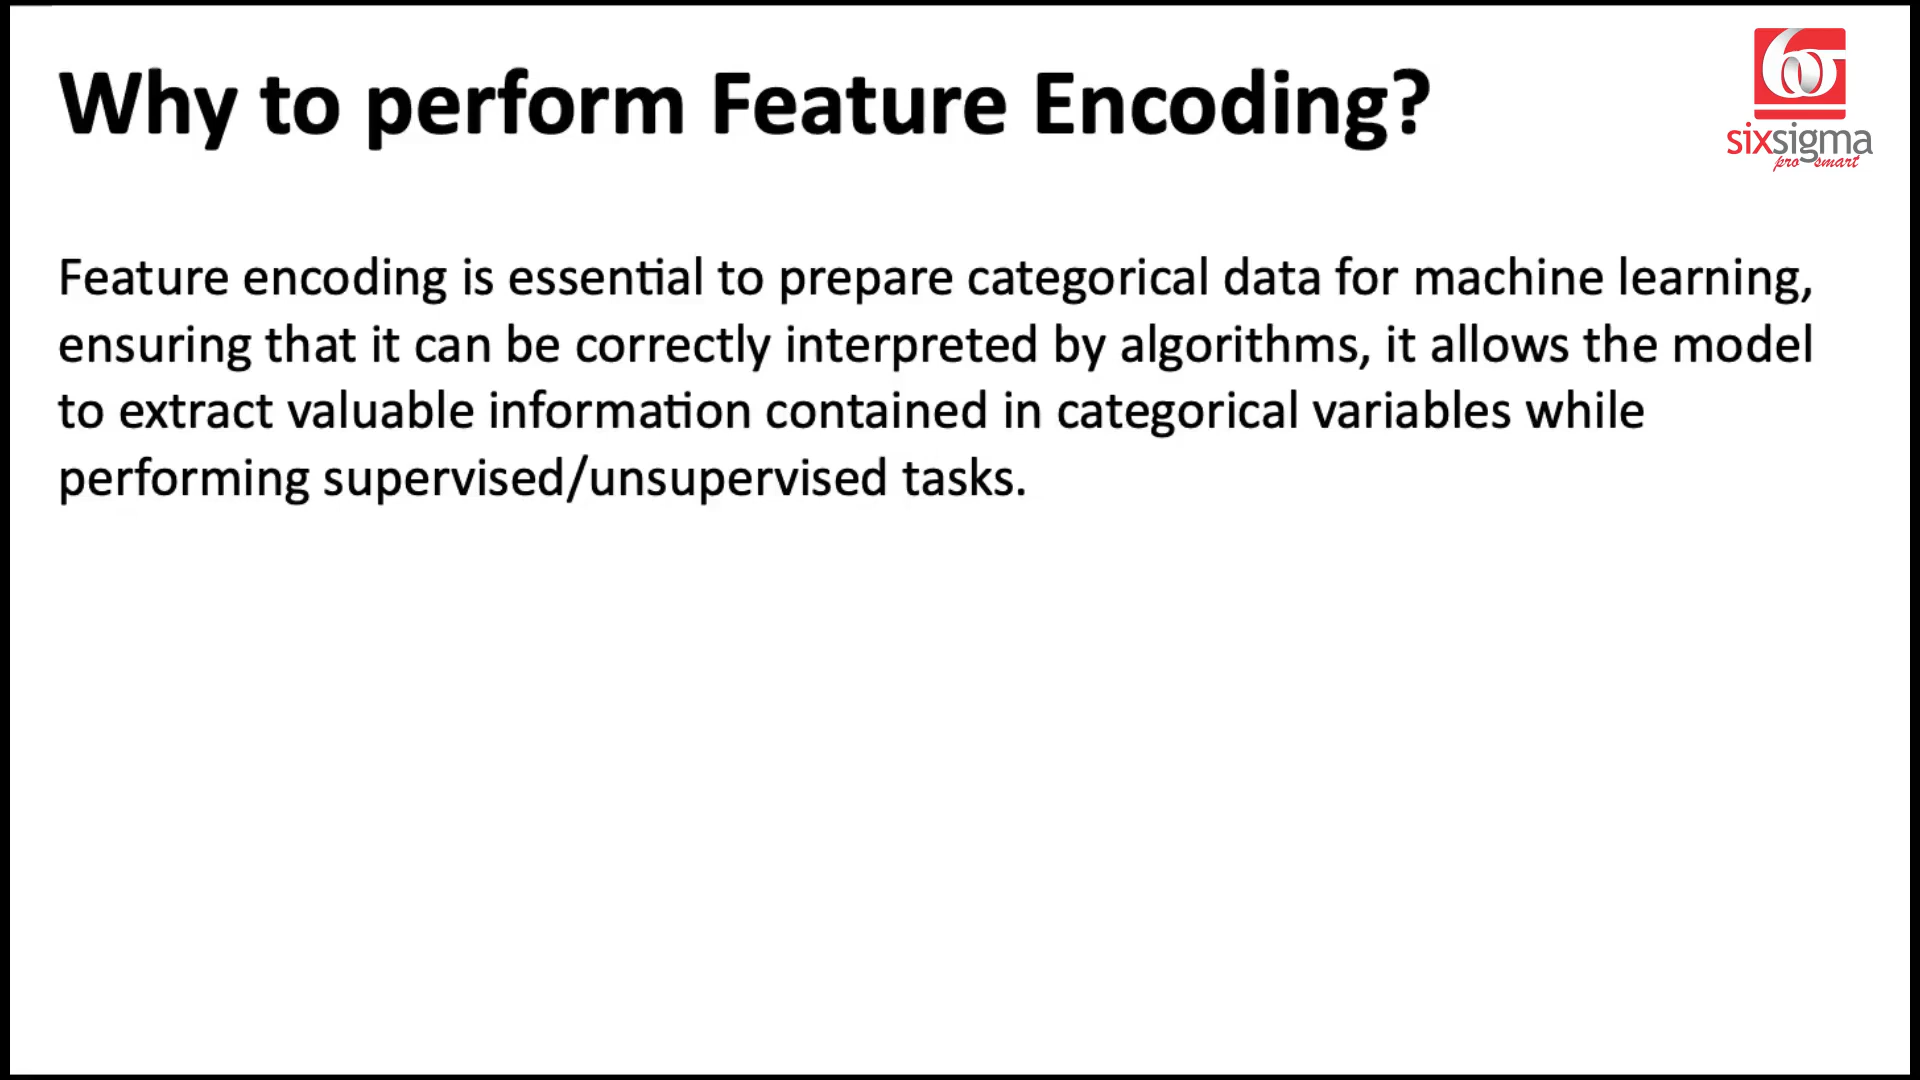 Why to perform Feature Encoding?
sixsigma
pro smart
Feature encoding is essential to prepare categorical data for machine learning,
ensuring that it can be correctly interpreted by algorithms, it allows the model
to extract valuable information contained in categorical variables while
performing supervised/unsupervised tasks.